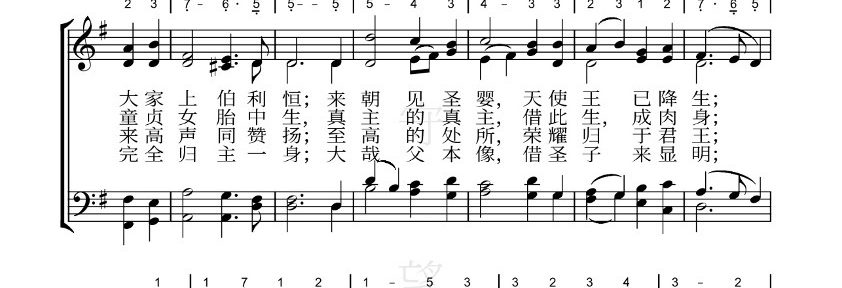 2 3 | 7 - 6 · 5 | 5 - - 5 | 5 - 4 3 | 2 - 3 3 | 2 3 1 2 | 7 · 6 5
大家上伯利恒；来朝见圣婴，天使王已降生；
童贞女胎中生，真主的真主，借此生，成肉身；
来高声同赞扬；至高的处所，荣耀归于君王；
完全归主一身；大哉父本像，借圣子来显明；
1 | 1 7 1 2 | 1 - 5 3 | 3 2 3 4 | 3 - 2 |